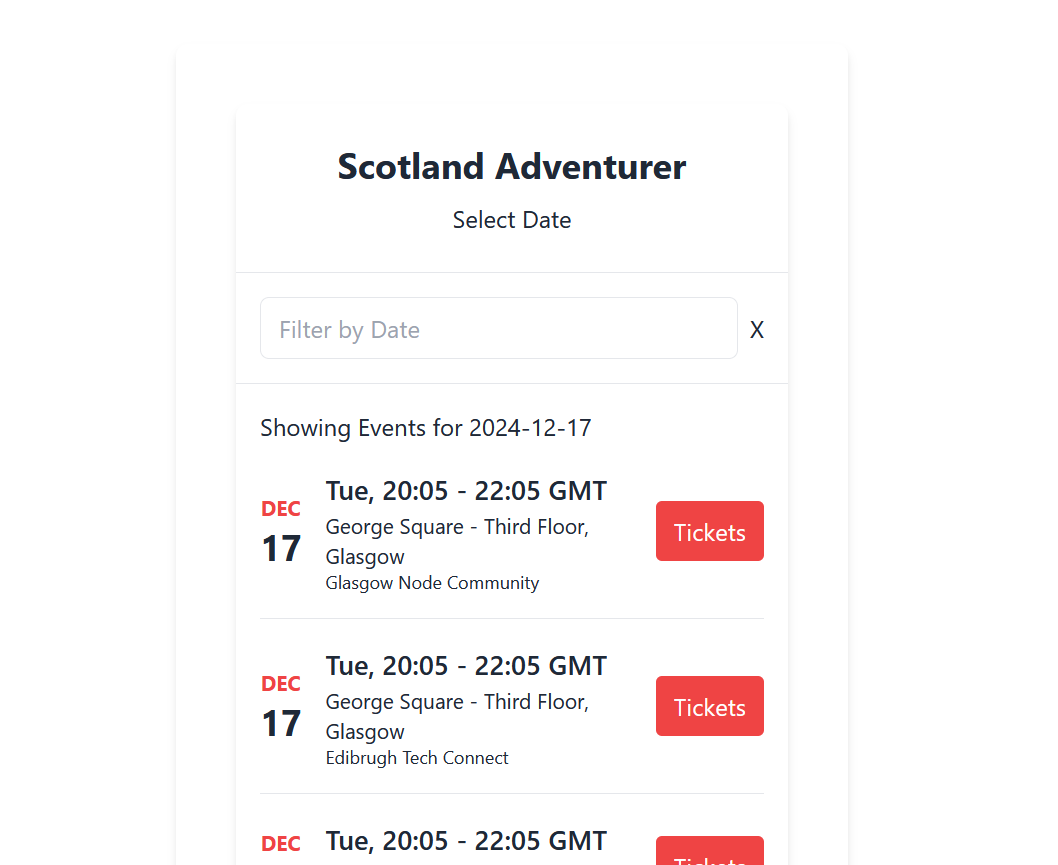 Scotland Adventurer
Select Date
Filter by Date
X
Showing Events for 2024-12-17
DEC
17
Tue, 20:05 - 22:05 GMT
George Square - Third Floor,
Glasgow
Glasgow Node Community
Tickets
DEC
17
Tue, 20:05 - 22:05 GMT
George Square - Third Floor,
Glasgow
Edibrugh Tech Connect
Tickets
DEC
Tue, 20:05 - 22:05 GMT
Tickets